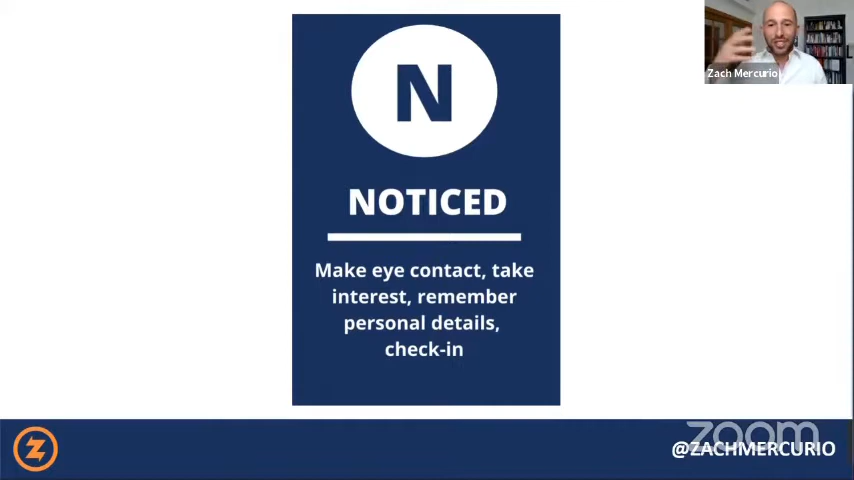 Zach Mercurio
N
NOTICED
Make eye contact, take
interest, remember
personal details,
check-in
zoom
@ZACHMERCURIO